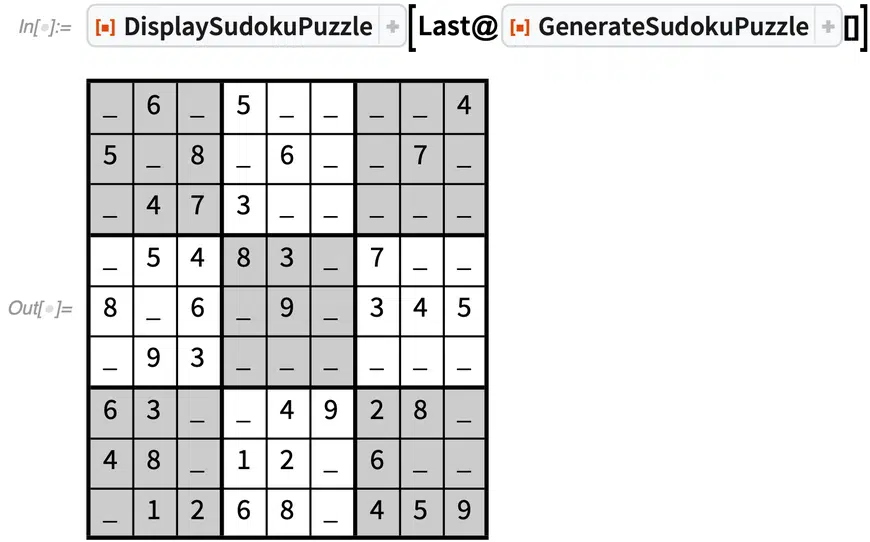 In[•]:= [▪] DisplaySudokuPuzzle + [Last@ [▪] GenerateSudokuPuzzle + []]
_ 6 _ 5 _ _ _ _ 4
5 _ 8 _ 6 _ _ 7 _
_ 4 7 3 _ _ _ _ _
_ 5 4 8 3 _ 7 _ _
Out[•]= 8 _ 6 _ 9 _ 3 4 5
_ 9 3 _ _ _ _ _ _
6 3 _ _ 4 9 2 8 _
4 8 _ 1 2 _ 6 _ _
_ 1 2 6 8 _ 4 5 9